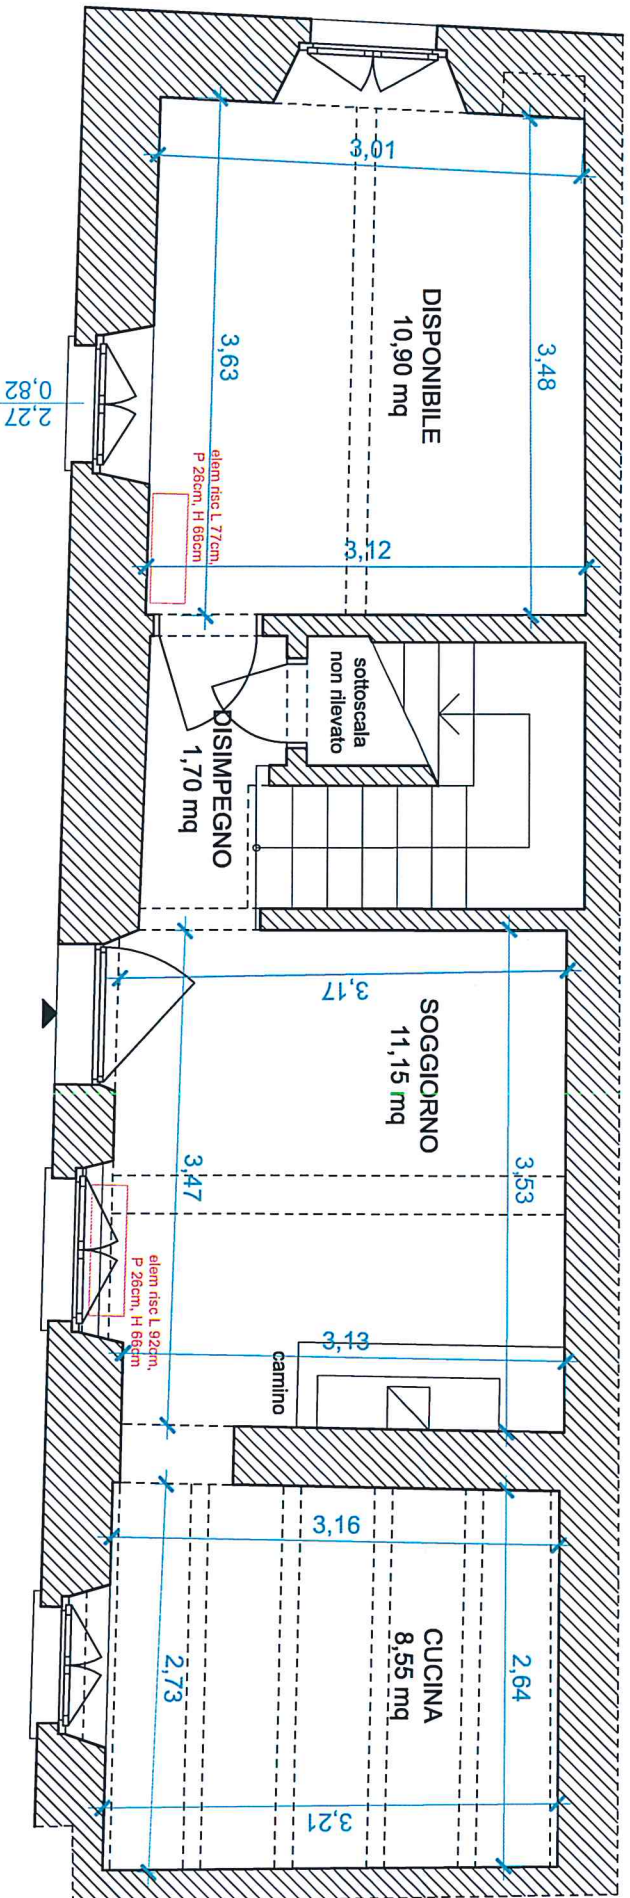 3,01
DISPONIBILE
10,90 mq
3,48
3,63
0,82
2,27
elem risc L 77cm,
P 26cm, H 66cm
3,12
sottoscala
non rilevato
DISIMPEGNO
1,70 mq
3,17
SOGGIORNO
11,15 mq
3,53
3,47
elem risc L 92cm,
P 26cm, H 66cm
3,13
camino
3,16
CUCINA
8,55 mq
2,64
2,73
3,21